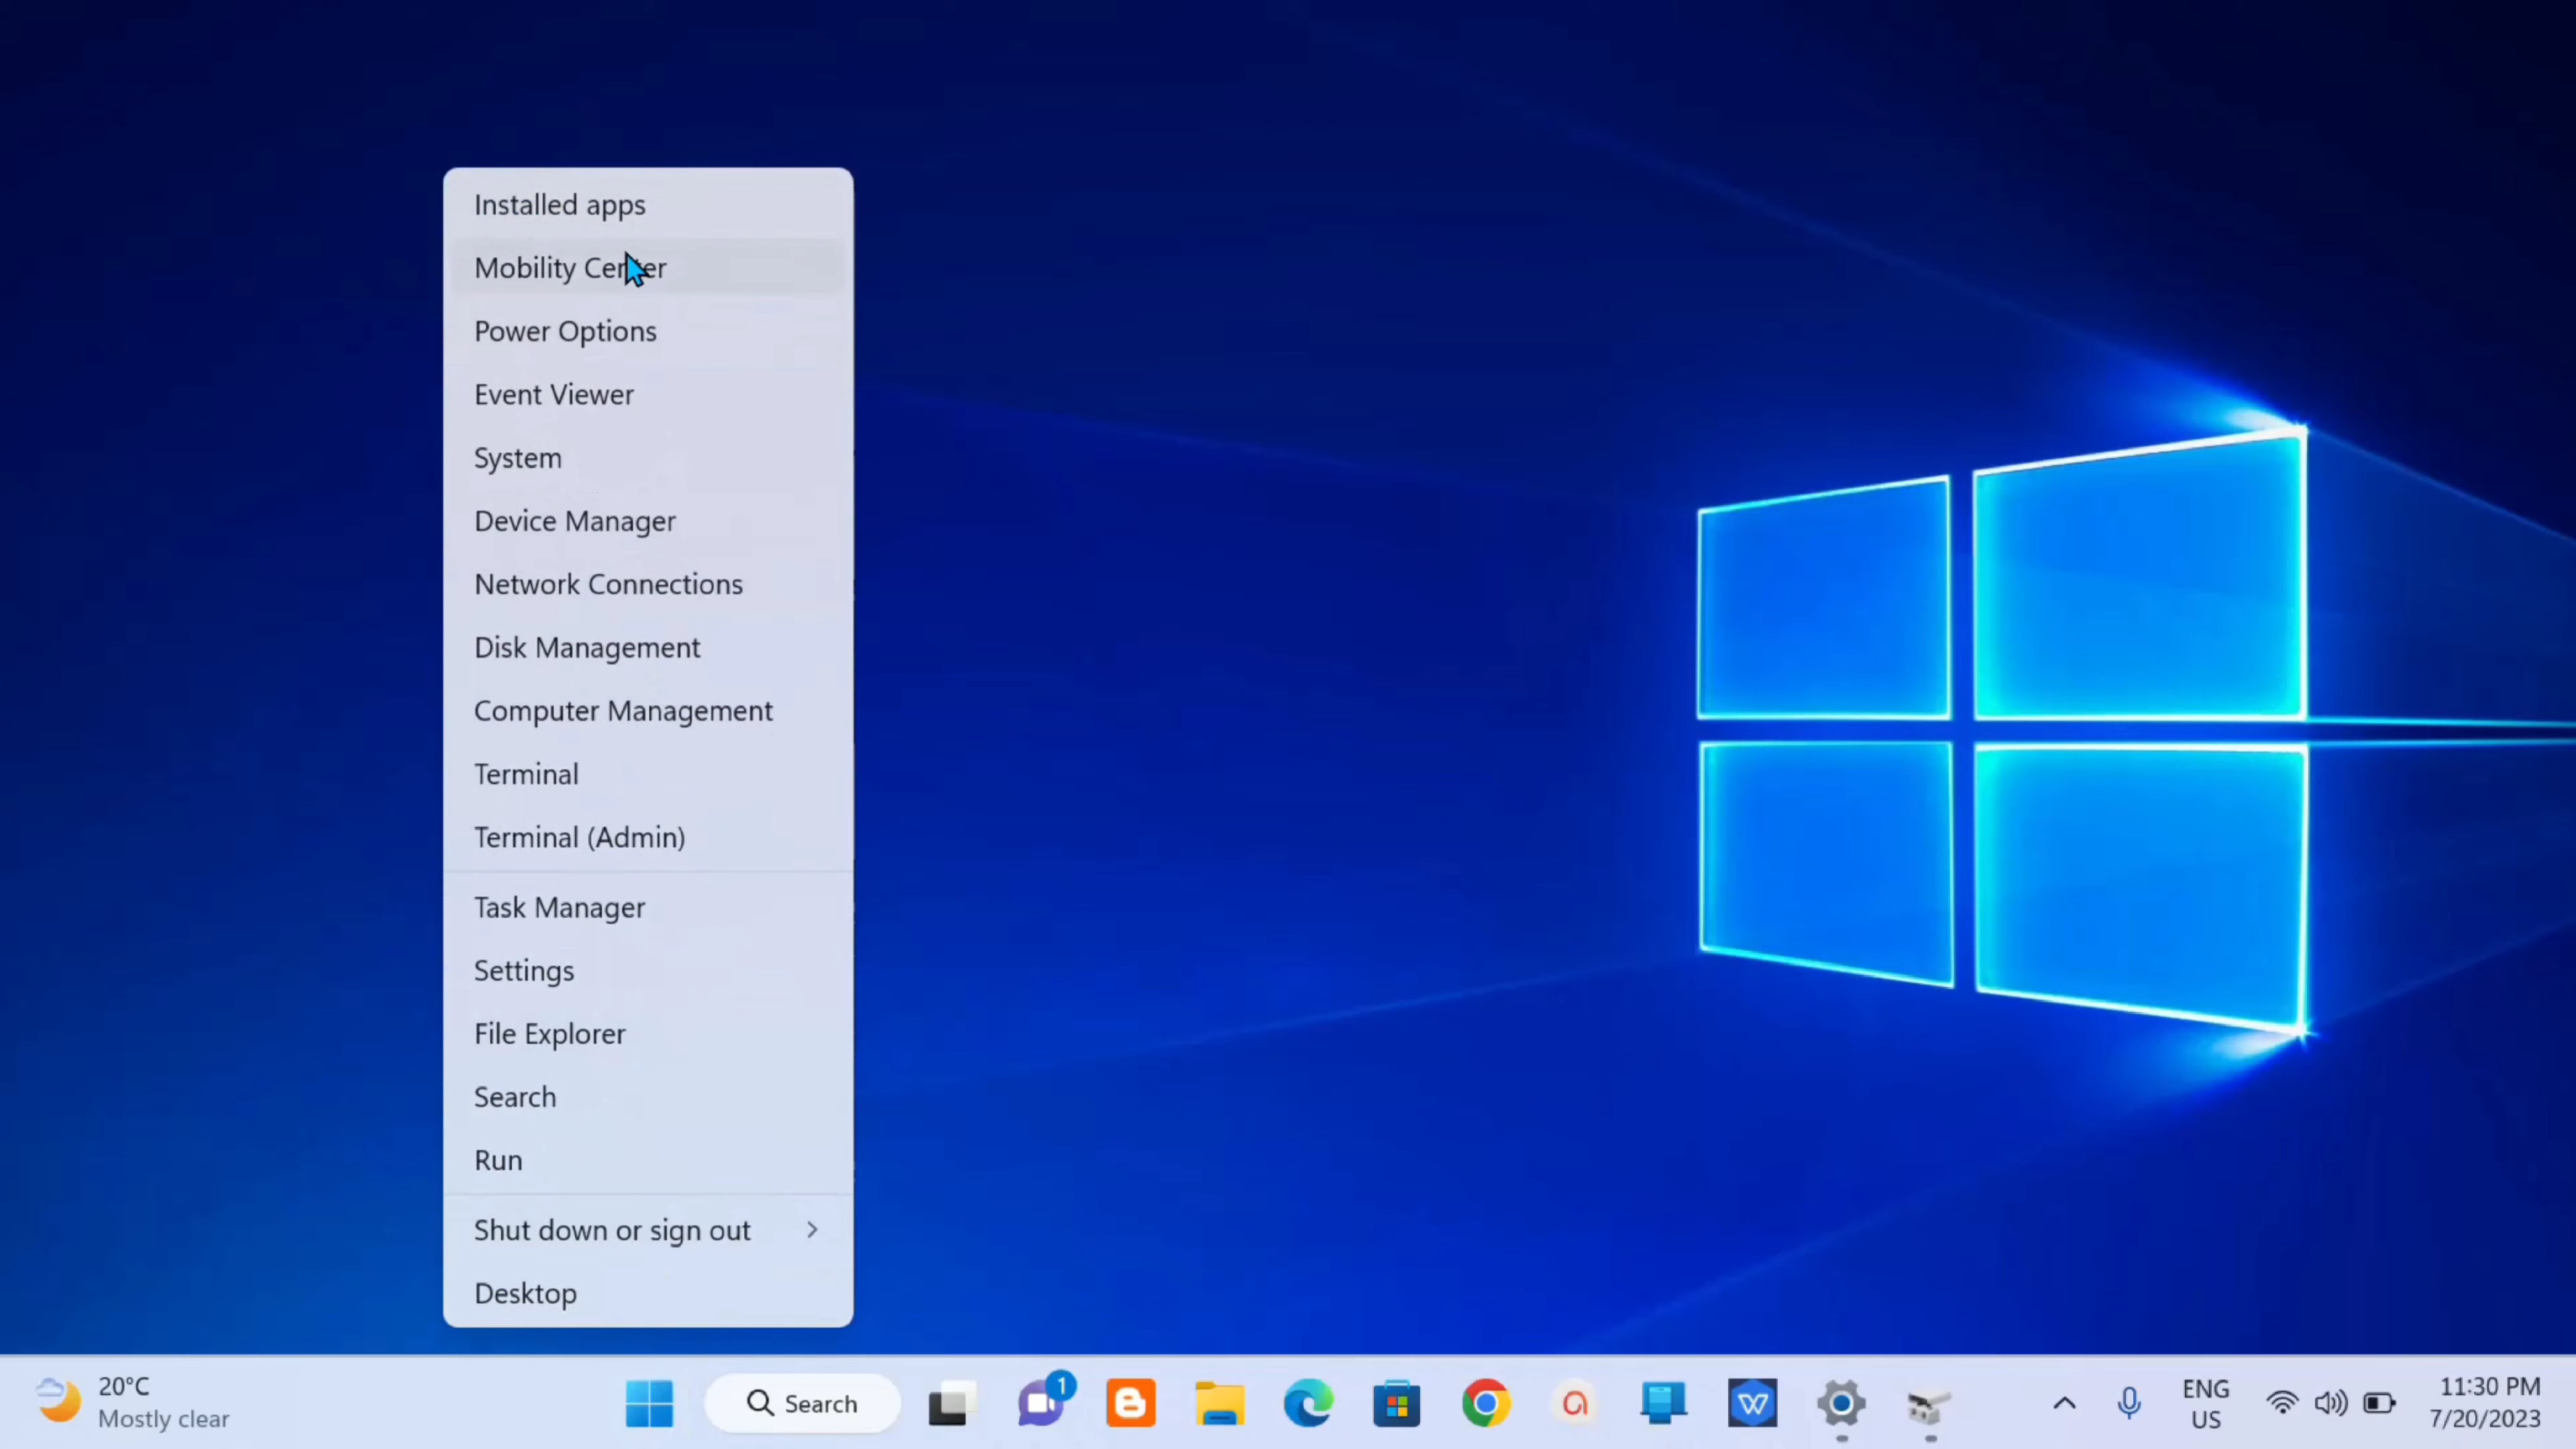 Installed apps
Mobility Center
Power Options
Event Viewer
System
Device Manager
Network Connections
Disk Management
Computer Management
Terminal
Terminal (Admin)
Task Manager
Settings
File Explorer
Search
Run
Shut down or sign out
Desktop
20°C
Mostly clear
Search
1
ENG
US
11:30 PM
7/20/2023